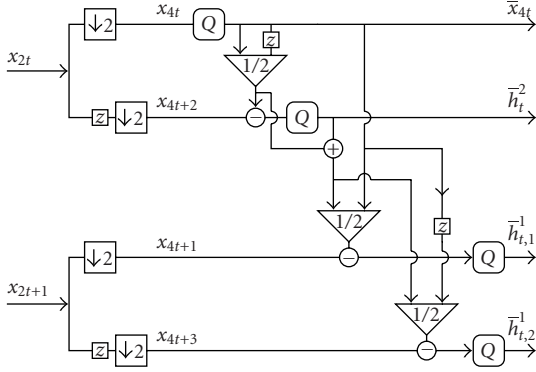 ↓2 x_{4t} Q x̄_{4t}
x_{2t} z
1/2
z ↓2 x_{4t+2} − Q h̄_t^2
+
1/2 z
↓2 x_{4t+1} − Q h̄_{t,1}^1
x_{2t+1}
1/2
z ↓2 x_{4t+3} − Q h̄_{t,2}^1